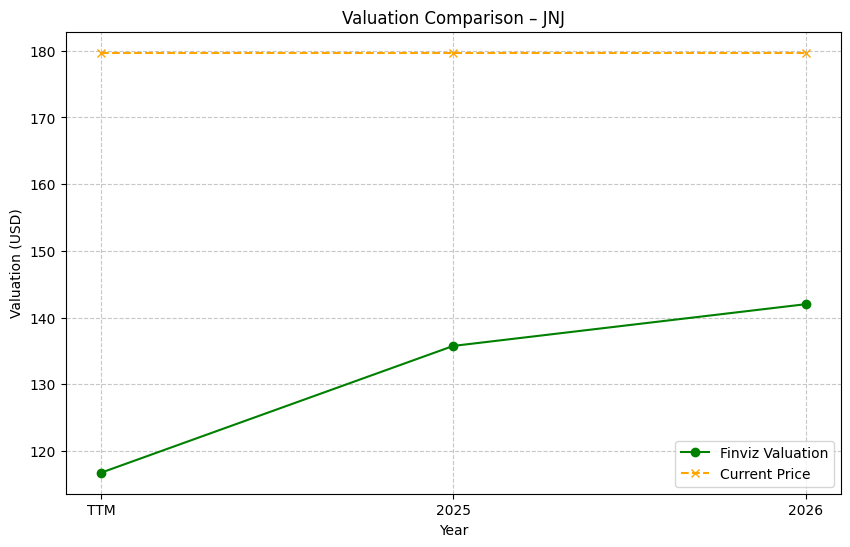 Valuation Comparison – JNJ
Valuation (USD)
180
170
160
150
140
130
120
TTM
2025
2026
Year
Finviz Valuation
Current Price